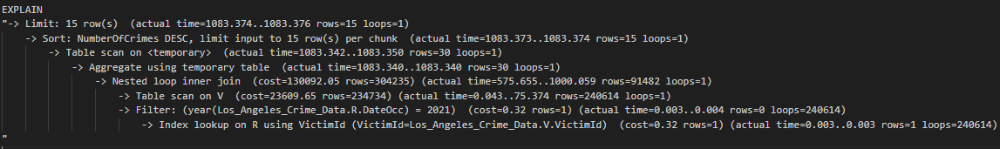 EXPLAIN
"-> Limit: 15 row(s)  (actual time=1083.374..1083.376 rows=15 loops=1)
    -> Sort: NumberOfCrimes DESC, limit input to 15 row(s) per chunk  (actual time=1083.373..1083.374 rows=15 loops=1)
        -> Table scan on <temporary>  (actual time=1083.342..1083.350 rows=30 loops=1)
            -> Aggregate using temporary table  (actual time=1083.340..1083.340 rows=30 loops=1)
                -> Nested loop inner join  (cost=130092.05 rows=304235) (actual time=575.655..1000.059 rows=91482 loops=1)
                    -> Table scan on V  (cost=23609.65 rows=234734) (actual time=0.043..75.374 rows=240614 loops=1)
                    -> Filter: (year(Los_Angeles_Crime_Data.R.DateOcc) = 2021)  (cost=0.32 rows=1) (actual time=0.003..0.004 rows=0 loops=240614)
                        -> Index lookup on R using VictimId (VictimId=Los_Angeles_Crime_Data.V.VictimId)  (cost=0.32 rows=1) (actual time=0.003..0.003 rows=1 loops=240614)
"